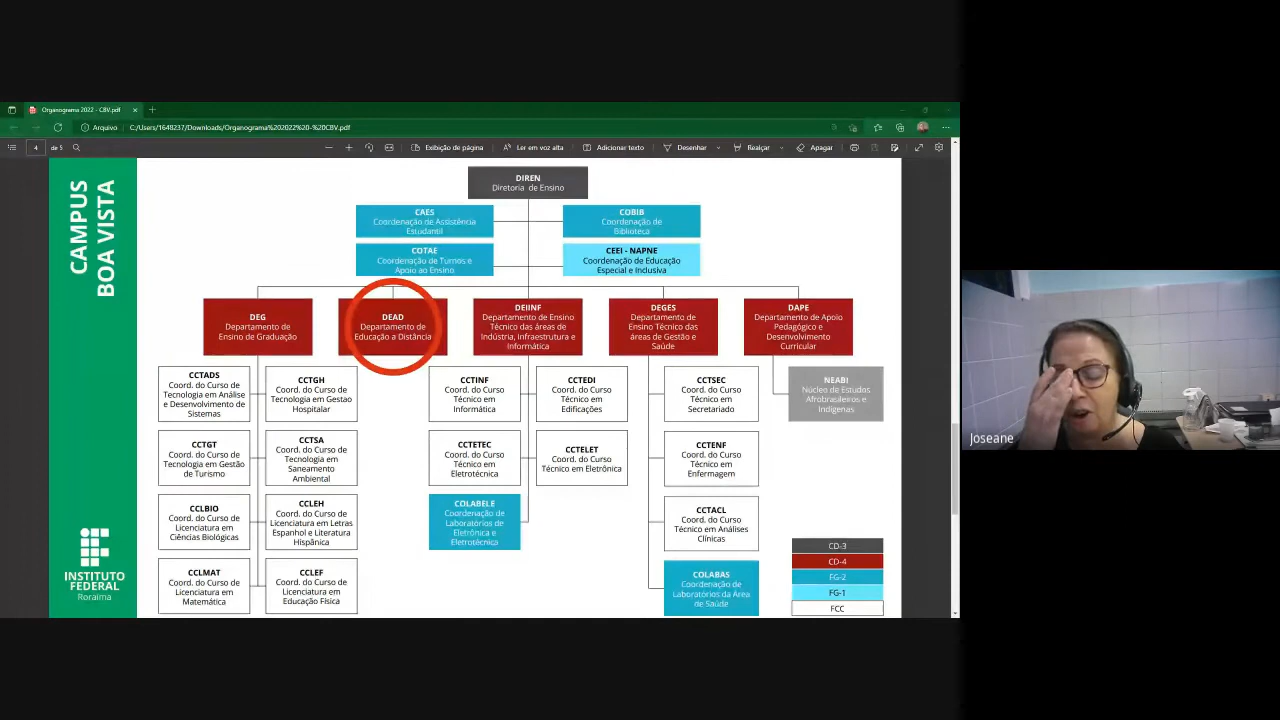 Organograma 2022 - CBV.pdf
Arquivo
C:/Users/1648237/Downloads/Organograma%202022%20-%20CBV.pdf
4
de 5
Exibição de página
Ler em voz alta
Adicionar texto
Desenhar
Realçar
Apagar
CAMPUS
BOA VISTA
INSTITUTO
FEDERAL
Roraima
DIREN
Diretoria de Ensino
CAES
Coordenação de Assistência
Estudantil
COBIB
Coordenação de
Biblioteca
COTAE
Coordenação de Turnos e
Apoio ao Ensino
CEEI - NAPNE
Coordenação de Educação
Especial e Inclusiva
DEG
Departamento de
Ensino de Graduação
DEAD
Departamento de
Educação a Distância
DEIINF
Departamento de Ensino
Técnico das áreas de
Indústria, Infraestrutura e
Informática
DEGES
Departamento de
Ensino Técnico das
áreas de Gestão e
Saúde
DAPE
Departamento de Apoio
Pedagógico e
Desenvolvimento
Curricular
CCTADS
Coord. do Curso de
Tecnologia em Análise
e Desenvolvimento de
Sistemas
CCTGH
Coord. do Curso de
Tecnologia em Gestao
Hospitalar
CCTGT
Coord. do Curso de
Tecnologia em Gestão
de Turismo
CCTSA
Coord. do Curso de
Tecnologia em
Saneamento
Ambiental
CCLBIO
Coord. do Curso de
Licenciatura em
Ciências Biológicas
CCLEH
Coord. do Curso de
Licenciatura em Letras
Espanhol e Literatura
Hispânica
CCLMAT
Coord. do Curso de
Licenciatura em
Matemática
CCLEF
Coord. do Curso de
Licenciatura em
Educação Física
CCTINF
Coord. do Curso
Técnico em
Informática
CCTEDI
Coord. do Curso
Técnico em
Edificações
CCTETEC
Coord. do Curso
Técnico em
Eletrotécnica
CCTELET
Coord. do Curso
Técnico em Eletrônica
COLABELE
Coordenação de
Laboratórios de
Eletrônica e
Eletrotécnica
CCTSEC
Coord. do Curso
Técnico em
Secretariado
CCTENF
Coord. do Curso
Técnico em
Enfermagem
CCTACL
Coord. do Curso
Técnico em Análises
Clínicas
COLABAS
Coordenação de
Laboratórios da Área
de Saúde
NEABI
Núcleo de Estudos
Afrobrasileiros e
Indígenas
CD-3
CD-4
FG-2
FG-1
FCC
Joseane